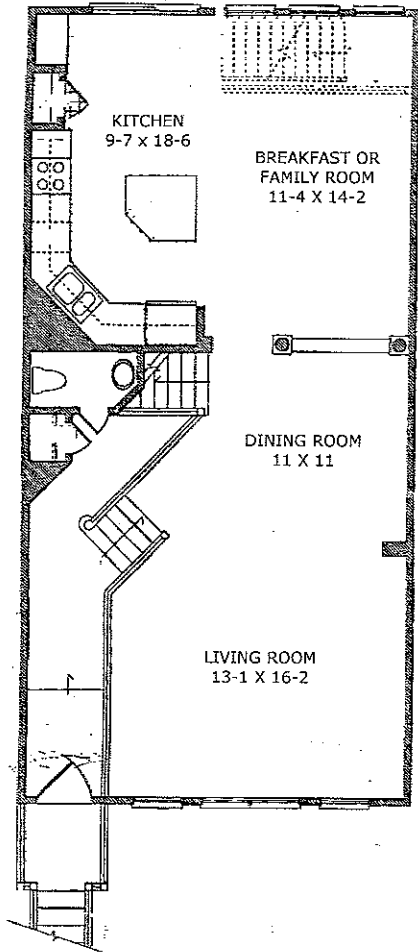 KITCHEN
9-7 x 18-6
BREAKFAST OR
FAMILY ROOM
11-4 X 14-2
DINING ROOM
11 X 11
LIVING ROOM
13-1 X 16-2